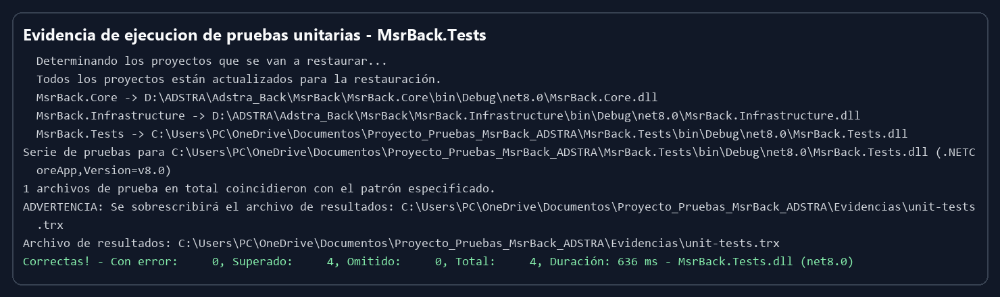 Evidencia de ejecucion de pruebas unitarias - MsrBack.Tests
Determinando los proyectos que se van a restaurar...
Todos los proyectos están actualizados para la restauración.
MsrBack.Core -> D:\ADSTRA\Adstra_Back\MsrBack\MsrBack.Core\bin\Debug\net8.0\MsrBack.Core.dll
MsrBack.Infrastructure -> D:\ADSTRA\Adstra_Back\MsrBack\MsrBack.Infrastructure\bin\Debug\net8.0\MsrBack.Infrastructure.dll
MsrBack.Tests -> C:\Users\PC\OneDrive\Documentos\Proyecto_Pruebas_MsrBack_ADSTRA\MsrBack.Tests\bin\Debug\net8.0\MsrBack.Tests.dll
Serie de pruebas para C:\Users\PC\OneDrive\Documentos\Proyecto_Pruebas_MsrBack_ADSTRA\MsrBack.Tests\bin\Debug\net8.0\MsrBack.Tests.dll (.NETC
oreApp,Version=v8.0)
1 archivos de prueba en total coincidieron con el patrón especificado.
ADVERTENCIA: Se sobrescribirá el archivo de resultados: C:\Users\PC\OneDrive\Documentos\Proyecto_Pruebas_MsrBack_ADSTRA\Evidencias\unit-tests
.trx
Archivo de resultados: C:\Users\PC\OneDrive\Documentos\Proyecto_Pruebas_MsrBack_ADSTRA\Evidencias\unit-tests.trx
Correctas! - Con error:     0, Superado:     4, Omitido:     0, Total:     4, Duración: 636 ms - MsrBack.Tests.dll (net8.0)